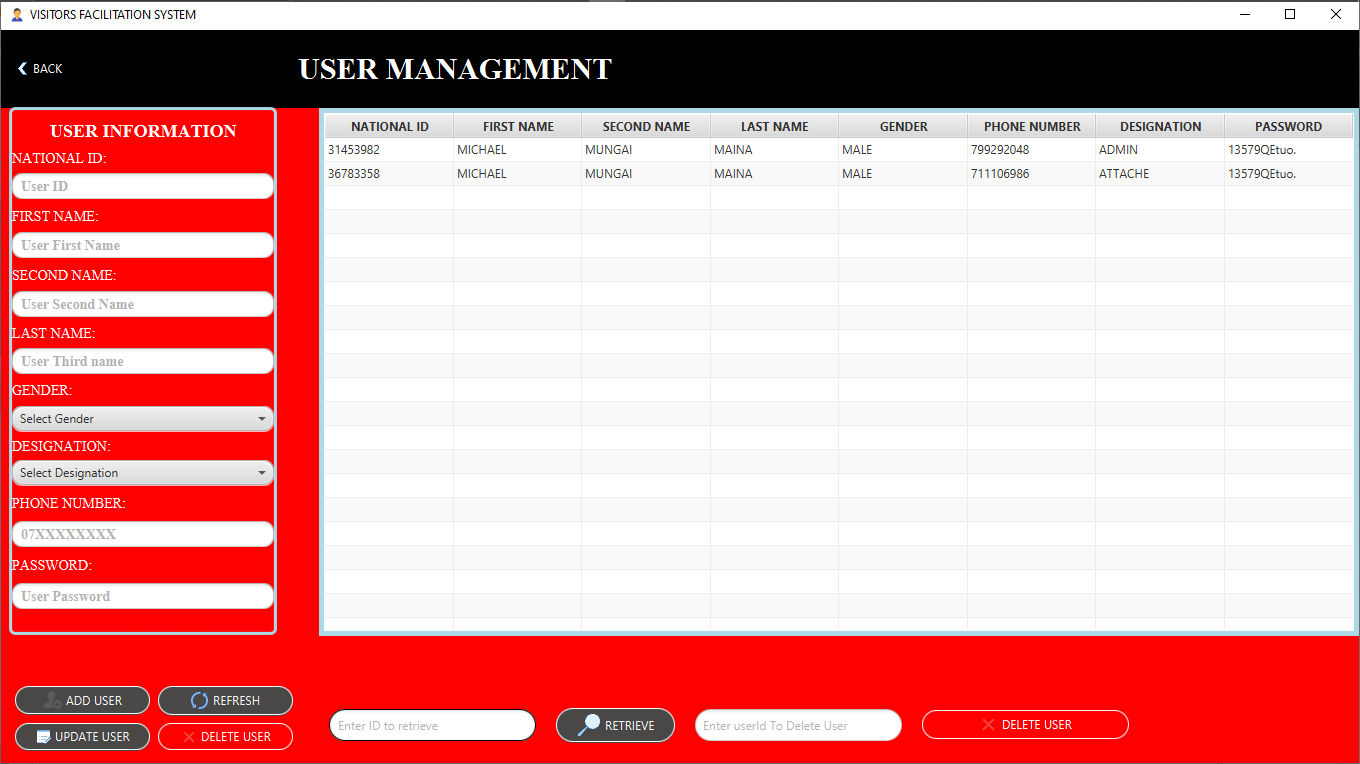 VISITORS FACILITATION SYSTEM
BACK
USER MANAGEMENT
USER INFORMATION
NATIONAL ID:
User ID
FIRST NAME:
User First Name
SECOND NAME:
User Second Name
LAST NAME:
User Third name
GENDER:
Select Gender
DESIGNATION:
Select Designation
PHONE NUMBER:
07XXXXXXXX
PASSWORD:
User Password
NATIONAL ID FIRST NAME SECOND NAME LAST NAME GENDER PHONE NUMBER DESIGNATION PASSWORD
31453982 MICHAEL MUNGAI MAINA MALE 799292048 ADMIN 13579QEtuo.
36783358 MICHAEL MUNGAI MAINA MALE 711106986 ATTACHE 13579QEtuo.
ADD USER REFRESH
UPDATE USER DELETE USER
Enter ID to retrieve RETRIEVE Enter userId To Delete User DELETE USER